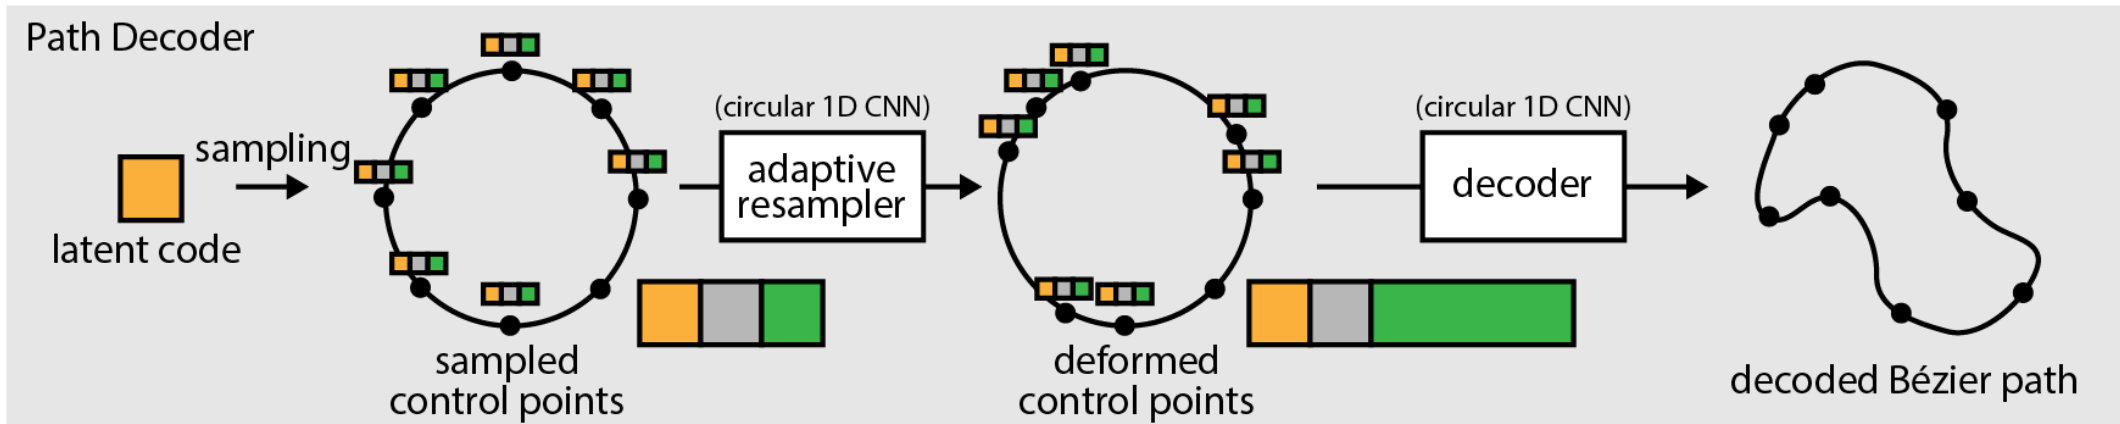 Path Decoder
latent code
sampling
sampled
control points
(circular 1D CNN)
adaptive
resampler
deformed
control points
(circular 1D CNN)
decoder
decoded Bézier path